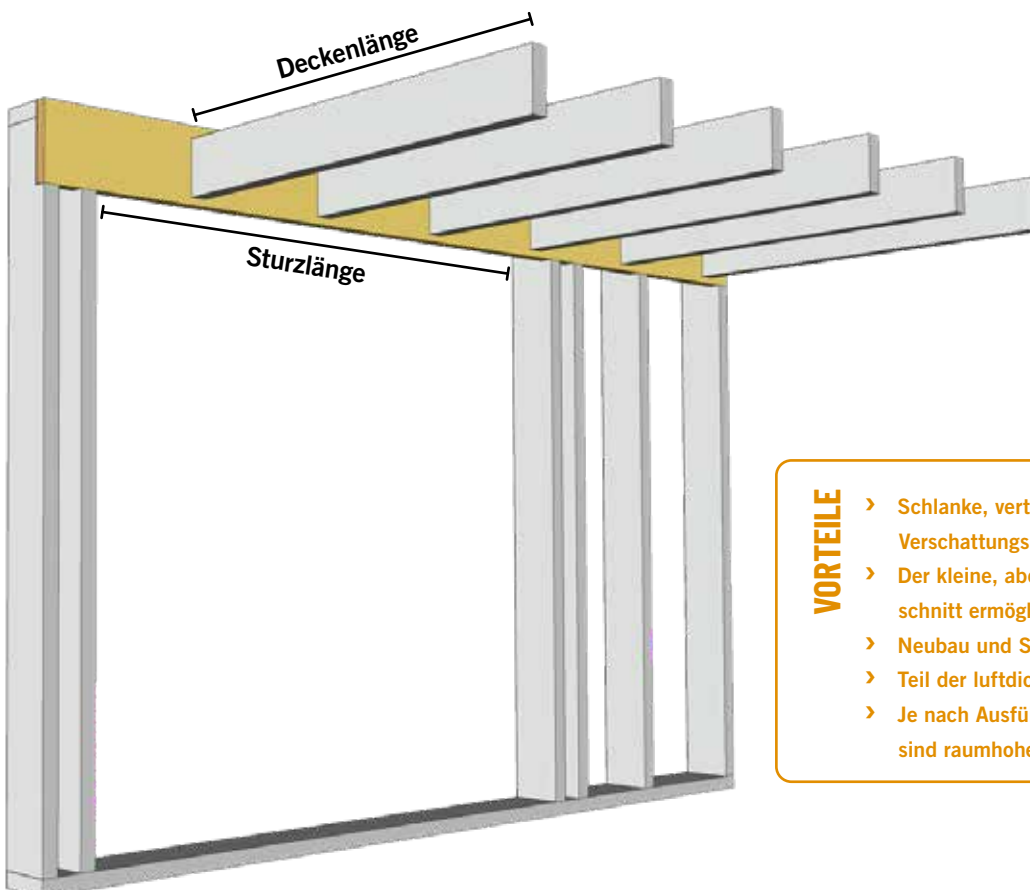 Deckenlänge
Sturzlänge
VORTEILE
› Schlanke, vert
Verschattungs
› Der kleine, abe
schnitt ermögl
› Neubau und S
› Teil der luftdic
› Je nach Ausfü
sind raumhohe